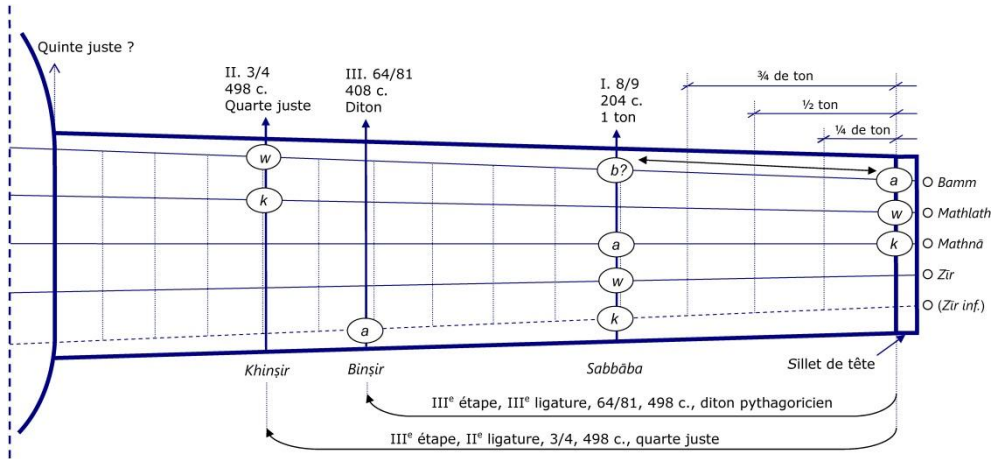 Quinte juste ?
II. 3/4
498 c.
Quarte juste
III. 64/81
408 c.
Diton
I. 8/9
204 c.
1 ton
¾ de ton
½ ton
¼ de ton
w
b?
a
Bamm
k
w
Mathlath
a
k
Mathnā
w
Zīr
a
k
(Zīr inf.)
Khinṣir
Binṣir
Sabbāba
Sillet de tête
IIIe étape, IIIe ligature, 64/81, 498 c., diton pythagoricien
IIIe étape, IIe ligature, 3/4, 498 c., quarte juste